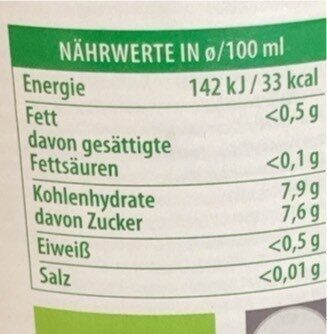 NÄHRWERTE IN ø/100 ml
Energie 142 kJ/33 kcal
Fett <0,5 g
davon gesättigte
Fettsäuren <0,1 g
Kohlenhydrate 7,9 g
davon Zucker 7,6 g
Eiweiß <0,5 g
Salz <0,01 g